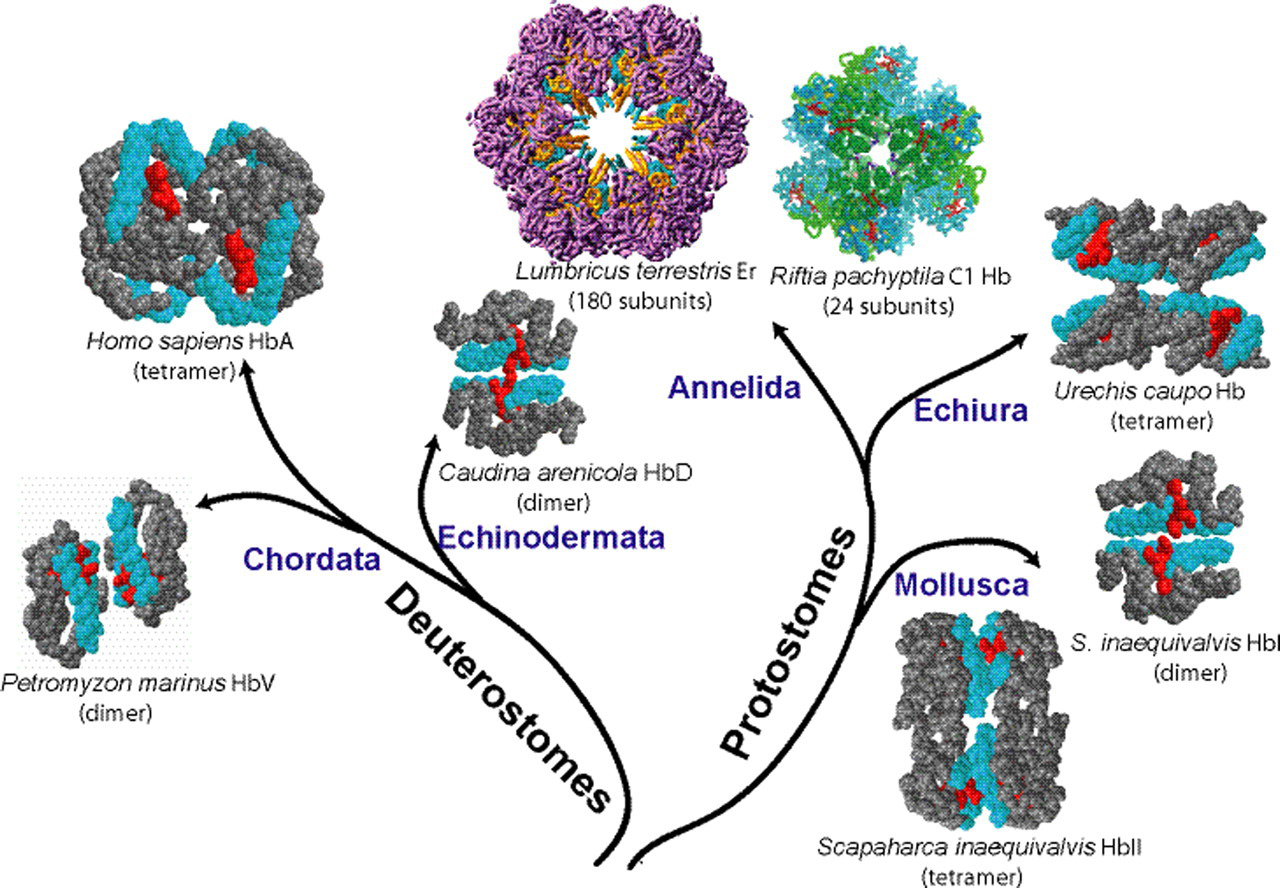 Lumbricus terrestris Er
(180 subunits)
Riftia pachyptila C1 Hb
(24 subunits)
Homo sapiens HbA
(tetramer)
Annelida
Echiura
Urechis caupo Hb
(tetramer)
Caudina arenicola HbD
(dimer)
Echinodermata
Chordata
Deuterostomes
Protostomes
Mollusca
S. inaequivalvis HbI
(dimer)
Petromyzon marinus HbV
(dimer)
Scapaharca inaequivalvis HbII
(tetramer)